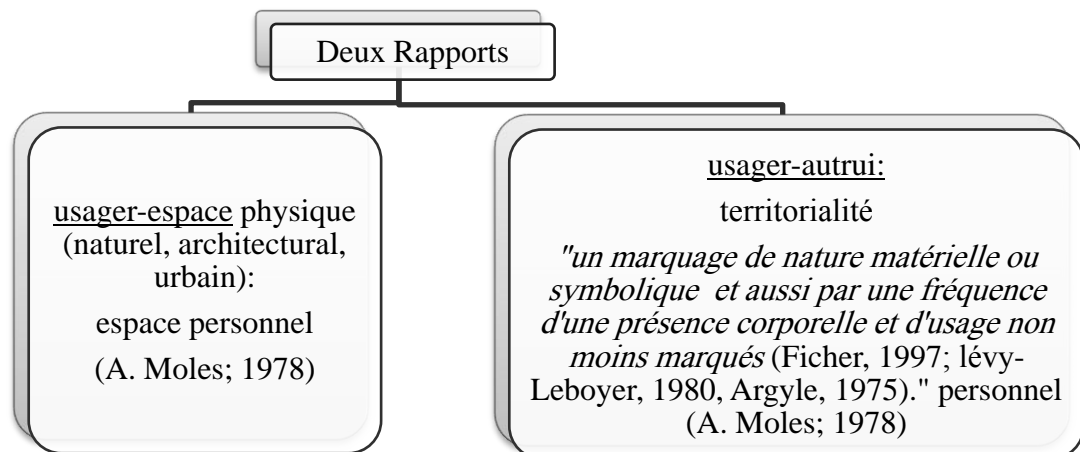 Deux Rapports
usager-espace physique
(naturel, architectural,
urbain):
espace personnel
(A. Moles; 1978)
usager-autrui:
territorialité
"un marquage de nature matérielle ou
symbolique et aussi par une fréquence
d'une présence corporelle et d'usage non
moins marqués (Ficher, 1997; lévy-
Leboyer, 1980, Argyle, 1975)." personnel
(A. Moles; 1978)